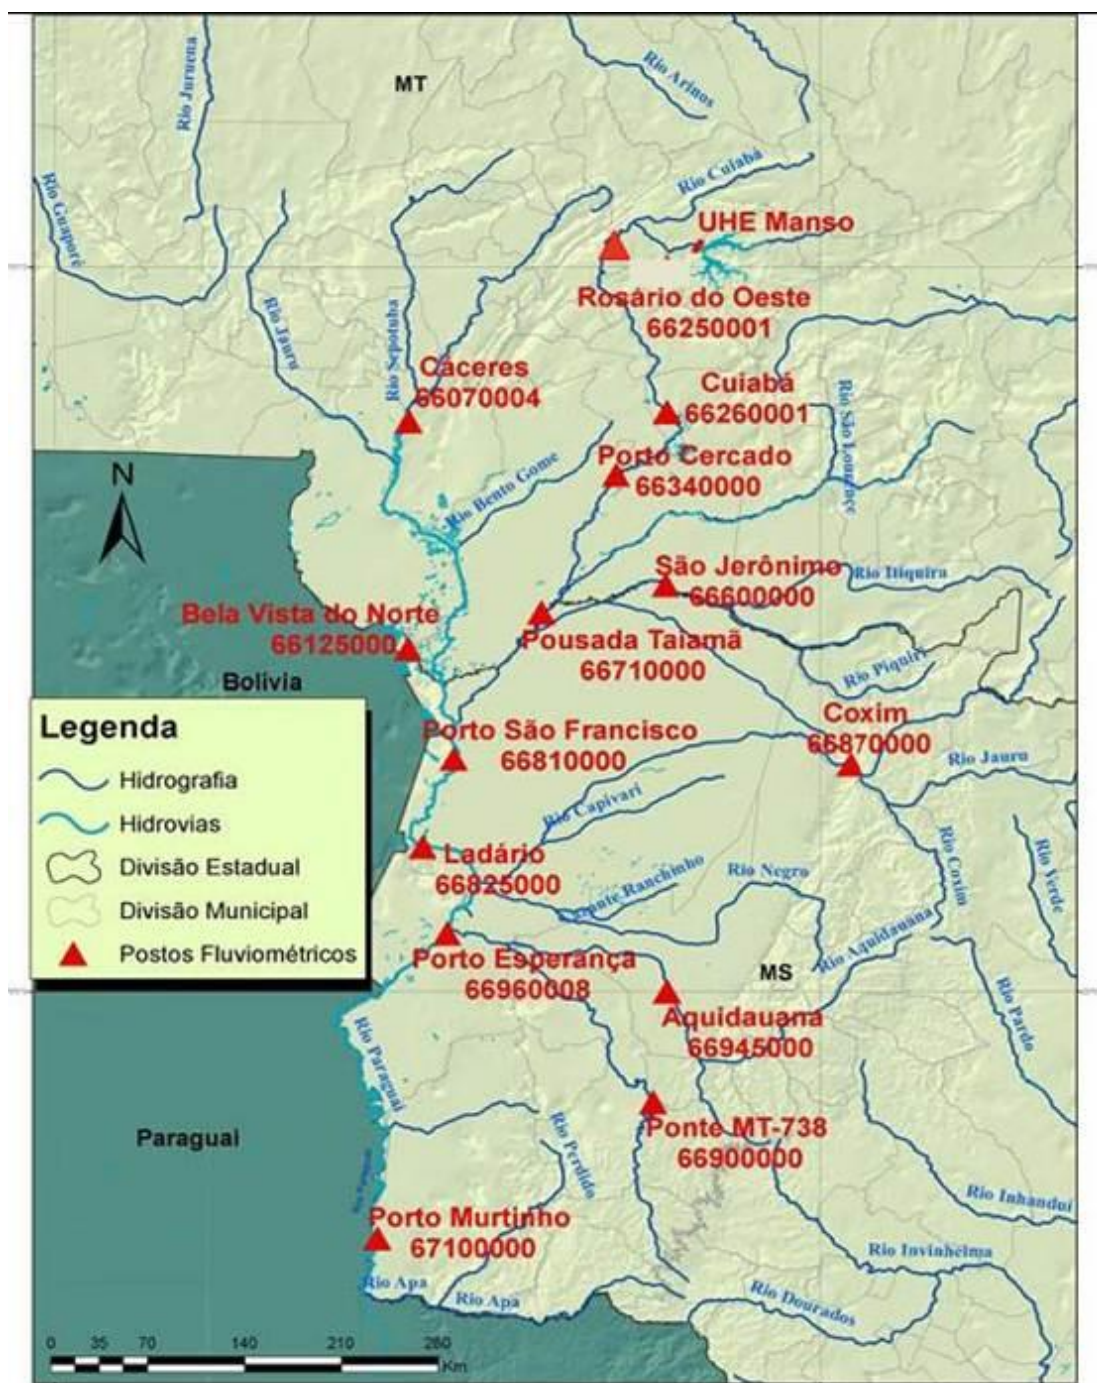 MT
Rio Juruena
Rio Arinos
Rio Cuiabá
Rio Guaporé
UHE Manso
Rosário do Oeste
66250001
Rio Jauru
Rio Sepotuba
Cáceres
66070004
Cuiabá
66260001
Rio São Lourenço
Porto Cercado
66340000
N
Rio Bento Gome
São Jerônimo
66600000
Rio Itiquira
Bela Vista do Norte
66125000
Pousada Taiamã
66710000
Rio Piquiri
Bolívia
Coxim
66870000
Porto São Francisco
66810000
Rio Jauru
Legenda
Hidrografia
Hidrovias
Divisão Estadual
Divisão Municipal
Postos Fluviométricos
Rio Capivari
Rio Coxim
Rio Verde
Ladário
66825000
Ranchinho
Rio Negro
Rio Aquidauana
Porto Esperança
66960008
MS
Aquidauana
66945000
Rio Pardo
Rio Paraguai
Ponte MT-738
66900000
Paraguai
Rio Perdido
Rio Inhanduí
Porto Murtinho
67100000
Rio Invinheima
Rio Apa
Rio Apa
Rio Dourados
0 35 70 140 210 280
Km